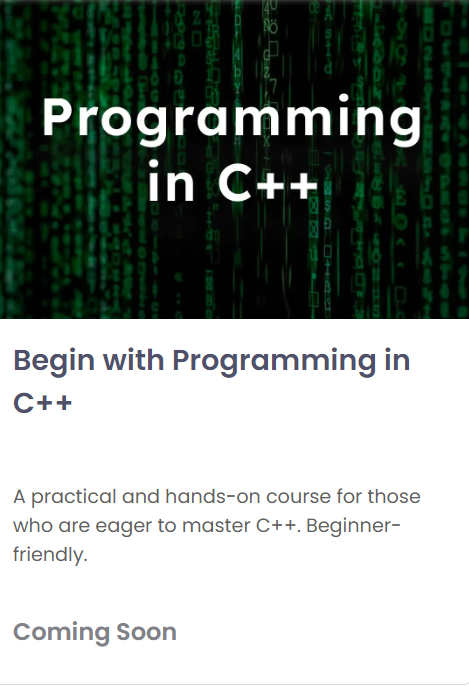 Programming
in C++
Begin with Programming in
C++
A practical and hands-on course for those
who are eager to master C++. Beginner-
friendly.
Coming Soon